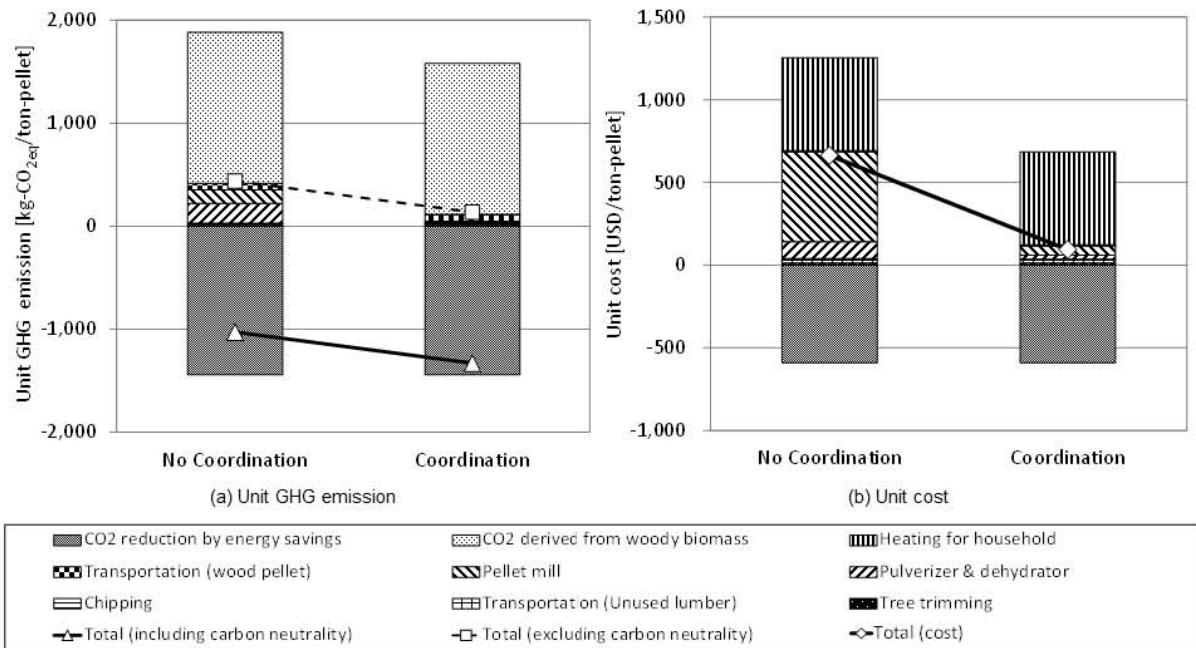 Unit GHG emission [kg-CO2eq/ton-pellet]
2,000
1,000
0
-1,000
-2,000
No Coordination
Coordination
(a) Unit GHG emission
Unit cost [USD/ton-pellet]
1,500
1,000
500
0
-500
-1,000
No Coordination
Coordination
(b) Unit cost
CO2 reduction by energy savings
CO2 derived from woody biomass
Heating for household
Transportation (wood pellet)
Pellet mill
Pulverizer & dehydrator
Chipping
Transportation (Unused lumber)
Tree trimming
Total (including carbon neutrality)
Total (excluding carbon neutrality)
Total (cost)